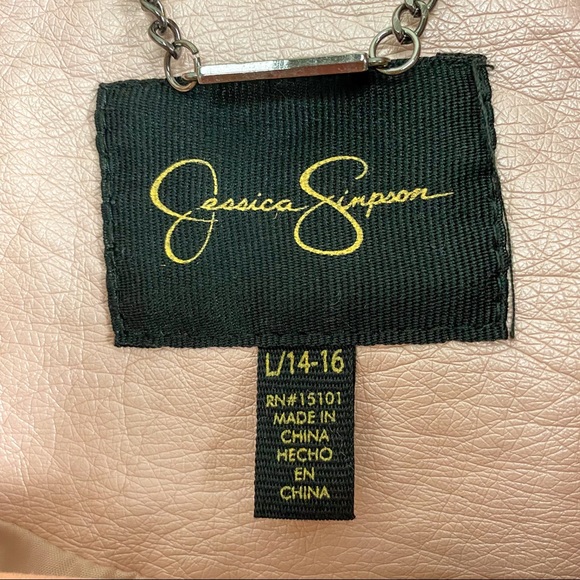 Jessica Simpson
L/14-16
RN#15101
MADE IN
CHINA
HECHO
EN
CHINA